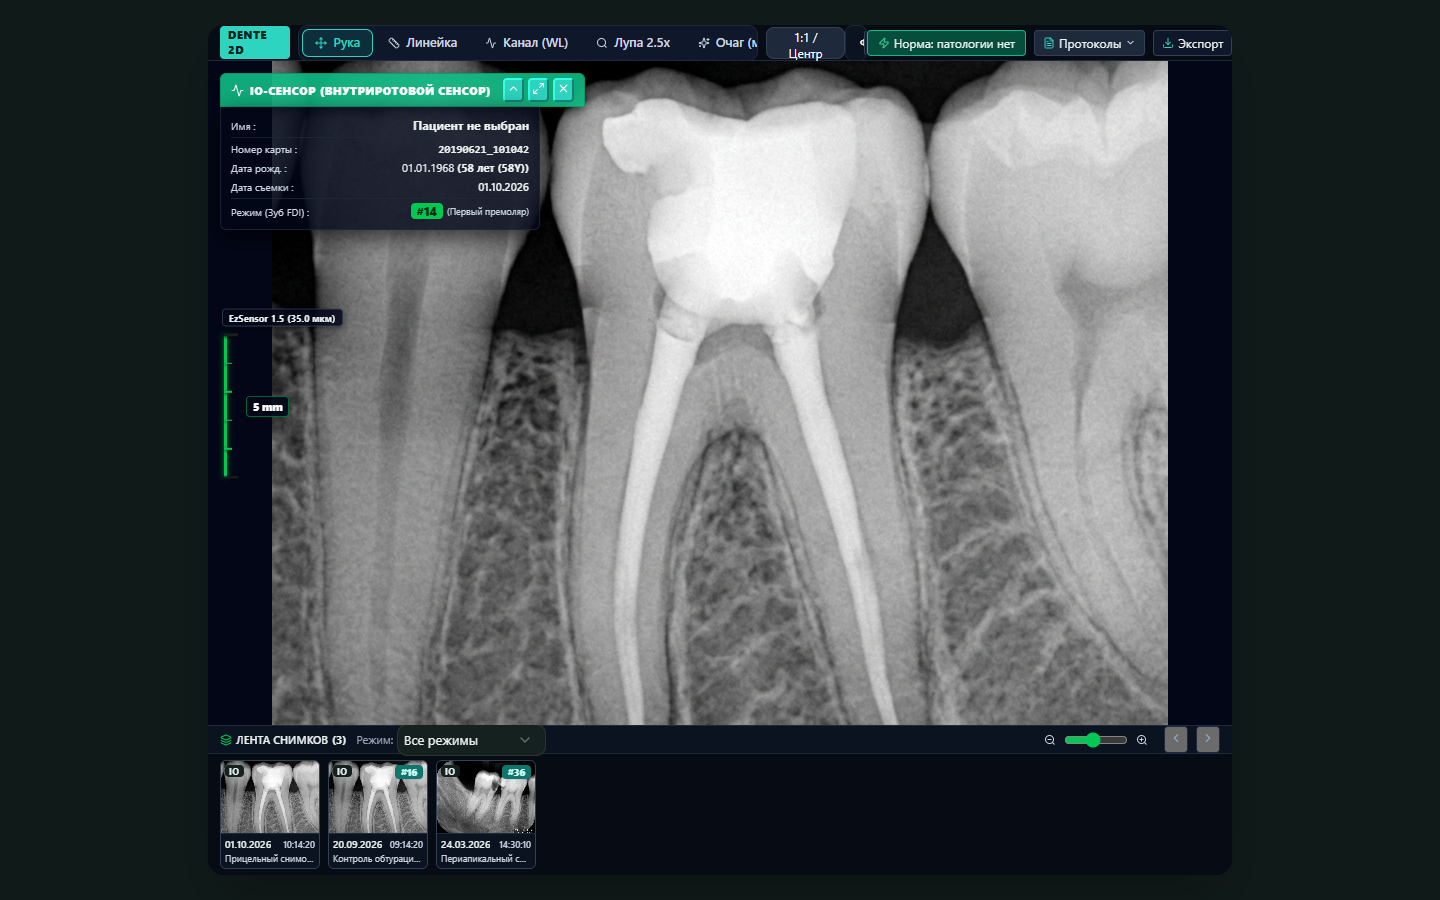 DENTE
2D
Рука
Линейка
Канал (WL)
Лупа 2.5x
Очаг (м
1:1 /
Центр
Норма: патологии нет
Протоколы
Экспорт
IO-СЕНСОР (ВНУТРИРОТОВОЙ СЕНСОР)
Имя : Пациент не выбран
Номер карты : 20190621_101042
Дата рожд. : 01.01.1968 (58 лет (58Y))
Дата съемки : 01.10.2026
Режим (Зуб FDI) : #14 (Первый премоляр)
EzSensor 1.5 (35.0 мкм)
5 mm
ЛЕНТА СНИМКОВ (3) Режим: Все режимы
IO
01.10.2026 10:14:20
Прицельный снимо...
IO #16
20.09.2026 09:14:20
Контроль обтураци...
IO #36
24.03.2026 14:30:10
Периапикальный с...